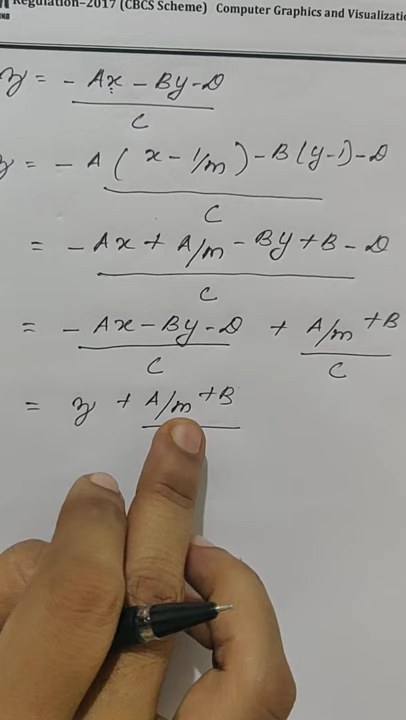 Regulation–2017 (CBCS Scheme) Computer Graphics and Visualizatio
z = -Ax - By - D
C
z = -A(x - 1/m) - B(y-1) - D
C
= -Ax + A/m - By + B - D
C
= -Ax - By - D + A/m + B
C C
= z + A/m + B